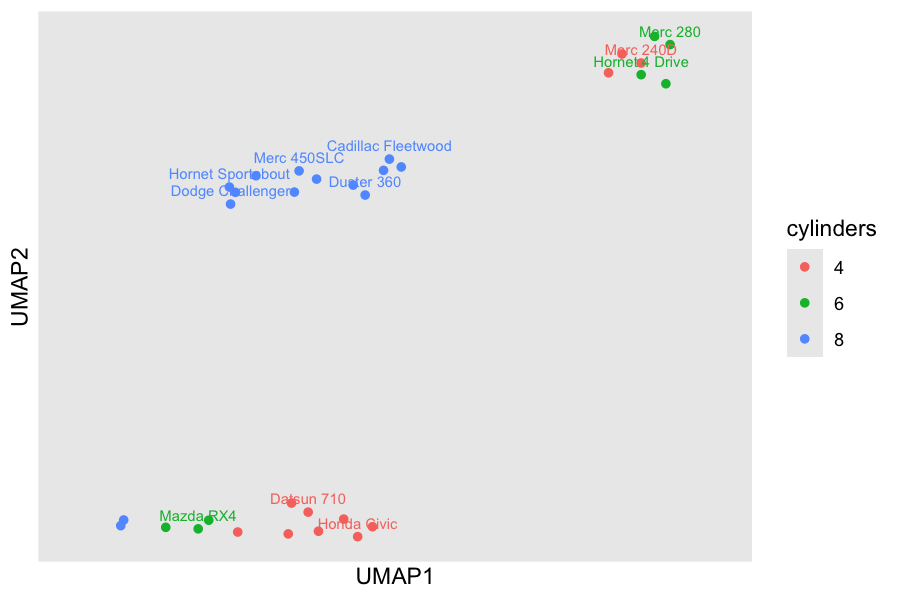 Merc 280
Merc 240D
Hornet 4 Drive
Cadillac Fleetwood
Merc 450SLC
Hornet Sportabout
Duster 360
Dodge Challenger
Datsun 710
Mazda RX4
Honda Civic
UMAP1
UMAP2
cylinders
4
6
8